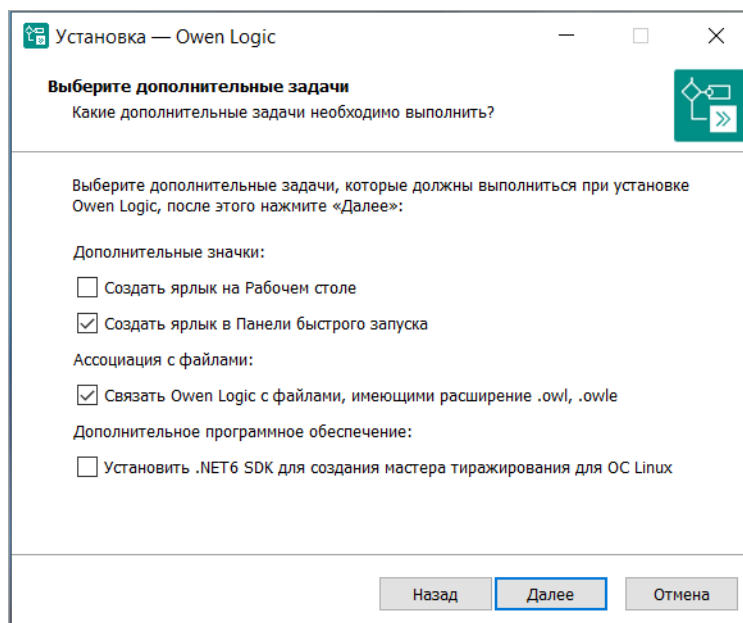 Установка — Owen Logic
Выберите дополнительные задачи
Какие дополнительные задачи необходимо выполнить?
Выберите дополнительные задачи, которые должны выполниться при установке
Owen Logic, после этого нажмите «Далее»:
Дополнительные значки:
Создать ярлык на Рабочем столе
Создать ярлык в Панели быстрого запуска
Ассоциация с файлами:
Связать Owen Logic с файлами, имеющими расширение .owl, .owle
Дополнительное программное обеспечение:
Установить .NET6 SDK для создания мастера тиражирования для ОС Linux
Назад
Далее
Отмена